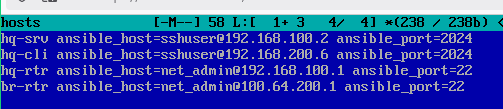 hosts [-M--] 58 L:[ 1+ 3 4/ 4] *(238 / 238b) <
hq-srv ansible_host=sshuser@192.168.100.2 ansible_port=2024
hq-cli ansible_host=sshuser@192.168.200.6 ansible_port=2024
hq-rtr ansible_host=net_admin@192.168.100.1 ansible_port=22
br-rtr ansible_host=net_admin@100.64.200.1 ansible_port=22